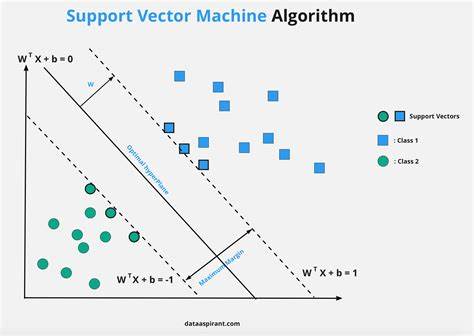 Support Vector Machine Algorithm
W^T X + b = 0
w
Support Vectors
: Class 1
: Class 2
Optimal hyperPlane
Maximum Margin
W^T X + b = -1
W^T X + b = 1
dataaspirant.com